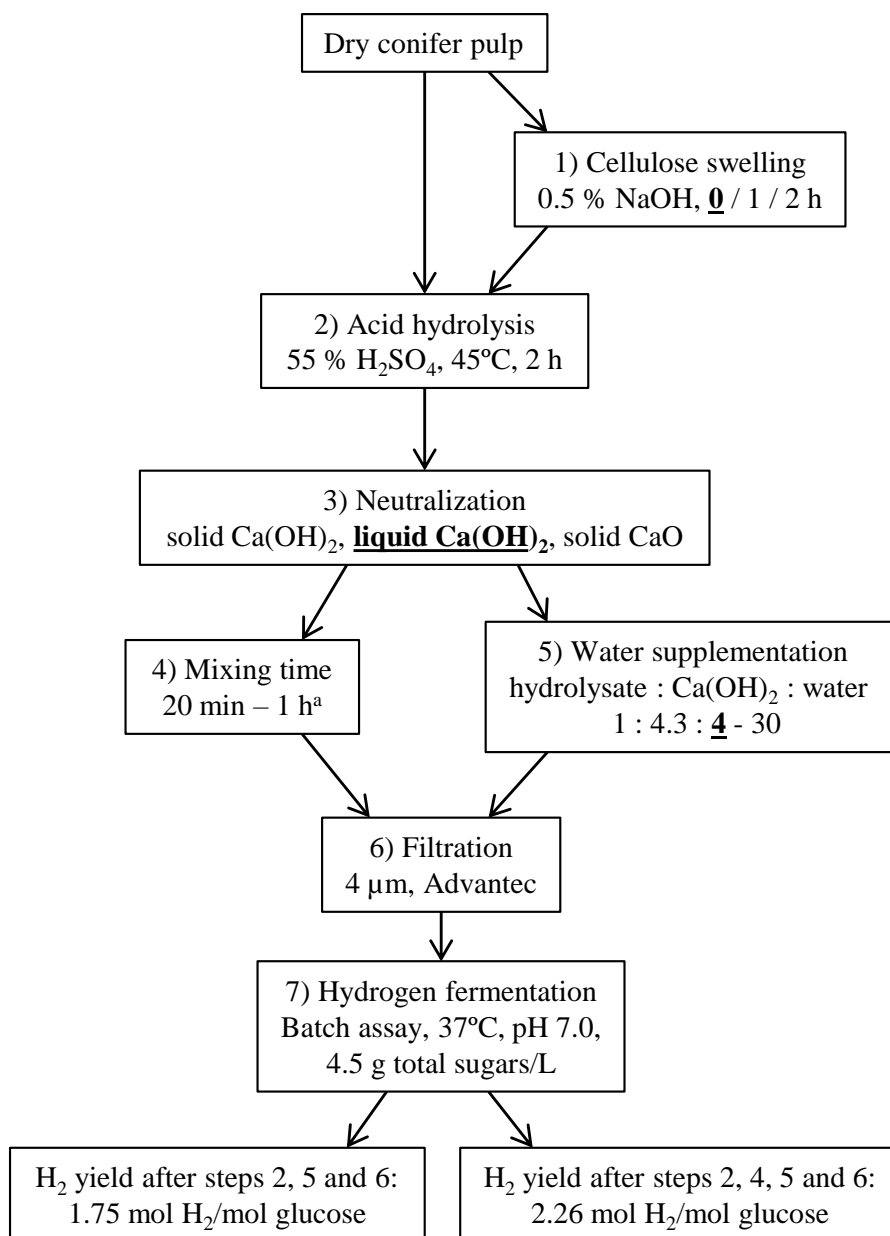 Dry conifer pulp
1) Cellulose swelling
0.5 % NaOH, 0 / 1 / 2 h
2) Acid hydrolysis
55 % H₂SO₄, 45ºC, 2 h
3) Neutralization
solid Ca(OH)₂, liquid Ca(OH)₂, solid CaO
4) Mixing time
20 min – 1 hᵃ
5) Water supplementation
hydrolysate : Ca(OH)₂ : water
1 : 4.3 : 4 - 30
6) Filtration
4 µm, Advantec
7) Hydrogen fermentation
Batch assay, 37ºC, pH 7.0,
4.5 g total sugars/L
H₂ yield after steps 2, 5 and 6:
1.75 mol H₂/mol glucose
H₂ yield after steps 2, 4, 5 and 6:
2.26 mol H₂/mol glucose